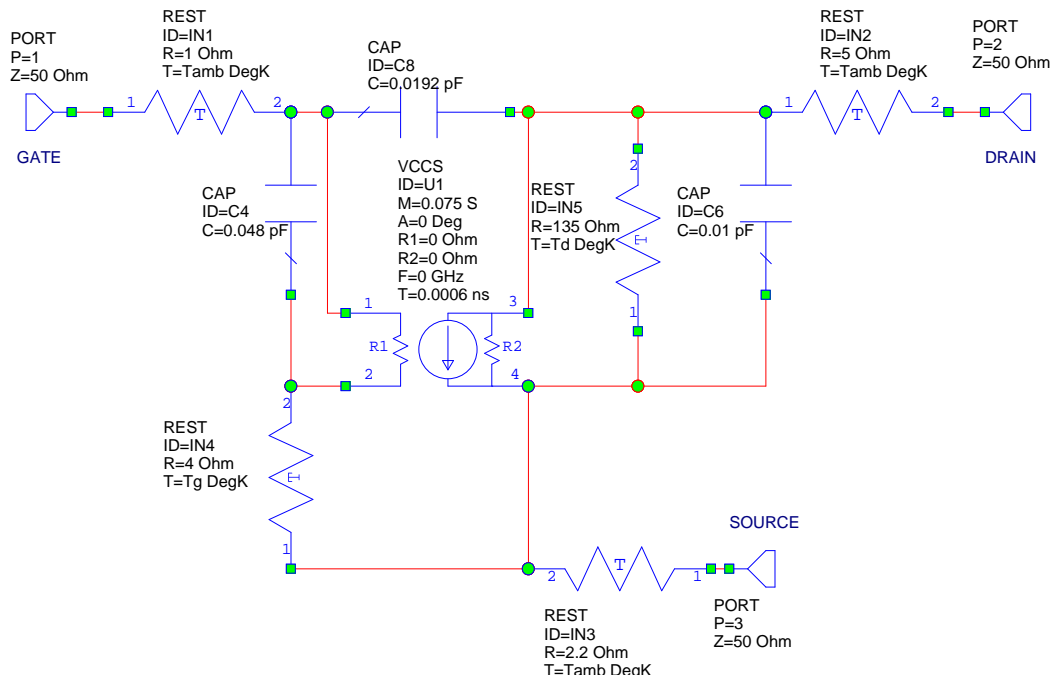 PORT
P=1
Z=50 Ohm
1
GATE
REST
ID=IN1
R=1 Ohm
T=Tamb DegK
T
2
CAP
ID=C8
C=0.0192 pF
REST
ID=IN2
R=5 Ohm
T=Tamb DegK
1
T
2
PORT
P=2
Z=50 Ohm
DRAIN
CAP
ID=C4
C=0.048 pF
VCCS
ID=U1
M=0.075 S
A=0 Deg
R1=0 Ohm
R2=0 Ohm
F=0 GHz
T=0.0006 ns
1
R1
2
3
R2
4
REST
ID=IN5
R=135 Ohm
T=Td DegK
2
T
1
CAP
ID=C6
C=0.01 pF
REST
ID=IN4
R=4 Ohm
T=Tg DegK
2
T
1
SOURCE
2
T
1
REST
ID=IN3
R=2.2 Ohm
T=Tamb DegK
PORT
P=3
Z=50 Ohm